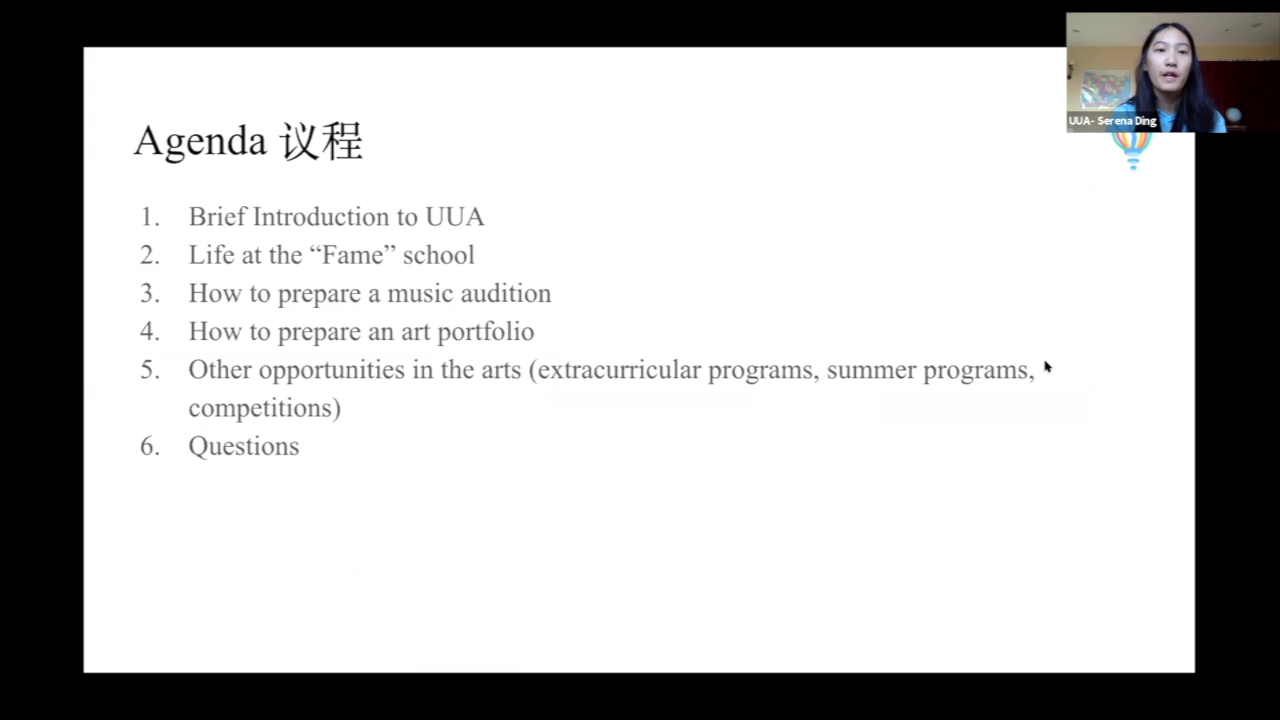 Agenda 议程
1. Brief Introduction to UUA
2. Life at the “Fame” school
3. How to prepare a music audition
4. How to prepare an art portfolio
5. Other opportunities in the arts (extracurricular programs, summer programs,
competitions)
6. Questions
UUA- Serena Ding